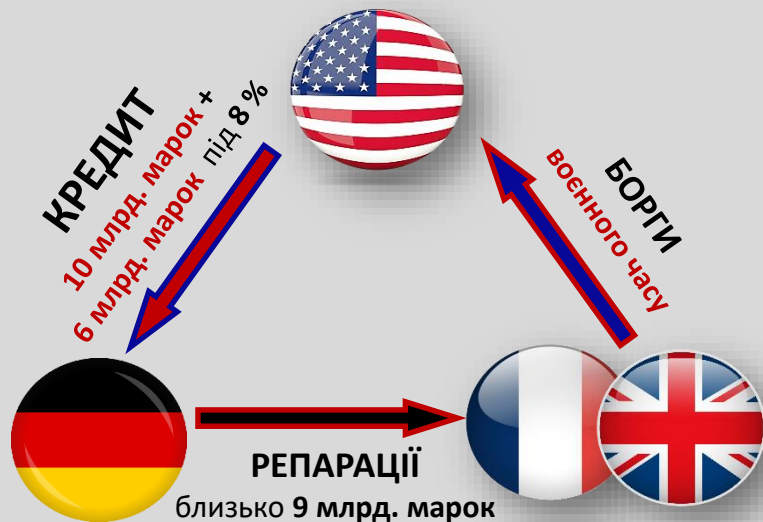 КРЕДИТ
10 млрд. марок +
6 млрд. марок під 8 %
БОРГИ
воєнного часу
РЕПАРАЦІЇ
близько 9 млрд. марок